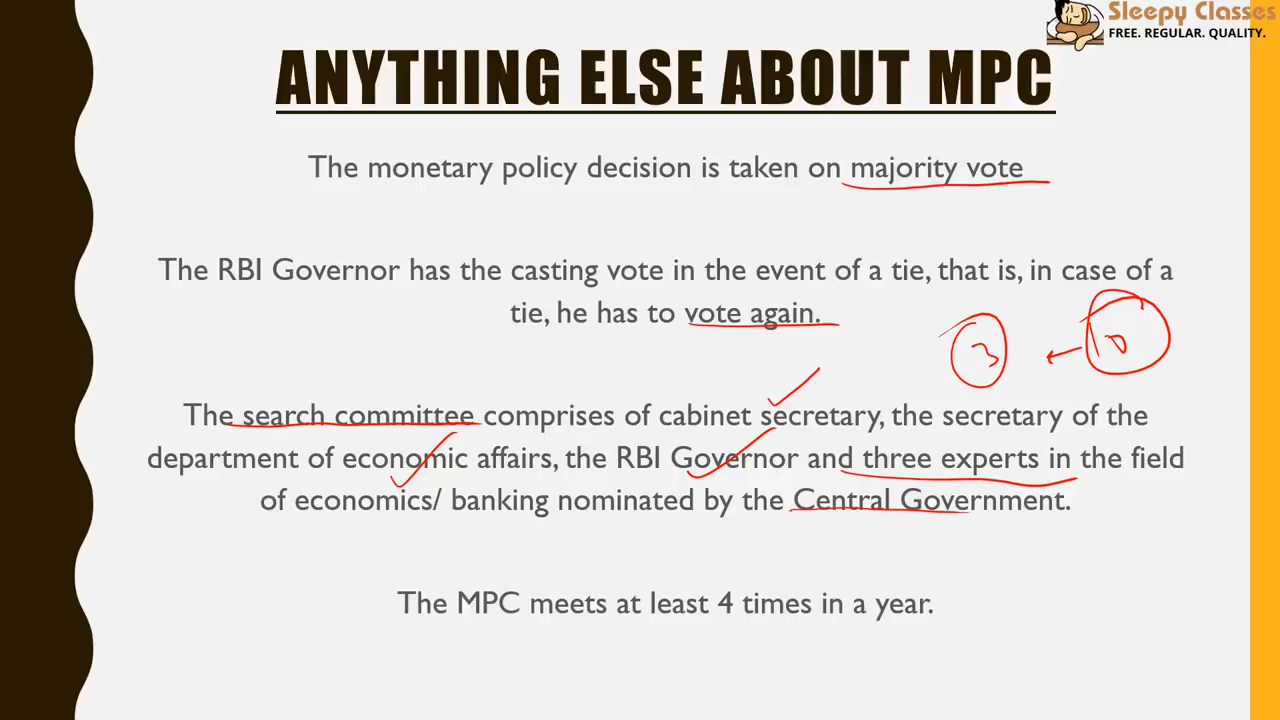 Sleepy Classes
FREE. REGULAR. QUALITY.
ANYTHING ELSE ABOUT MPC
The monetary policy decision is taken on majority vote
The RBI Governor has the casting vote in the event of a tie, that is, in case of a
tie, he has to vote again.
3 10
The search committee comprises of cabinet secretary, the secretary of the
department of economic affairs, the RBI Governor and three experts in the field
of economics/ banking nominated by the Central Government.
The MPC meets at least 4 times in a year.